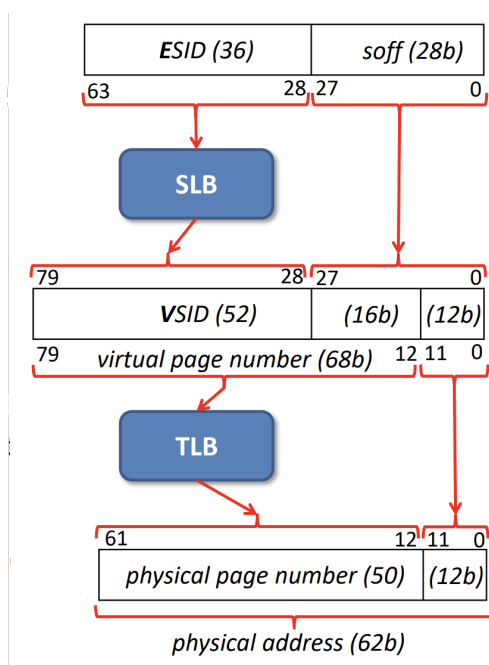 ESID (36) soff (28b)
63 28 27 0
SLB
79 28 27 0
VSID (52) (16b) (12b)
79 virtual page number (68b) 12 11 0
TLB
61 12 11 0
physical page number (50) (12b)
physical address (62b)